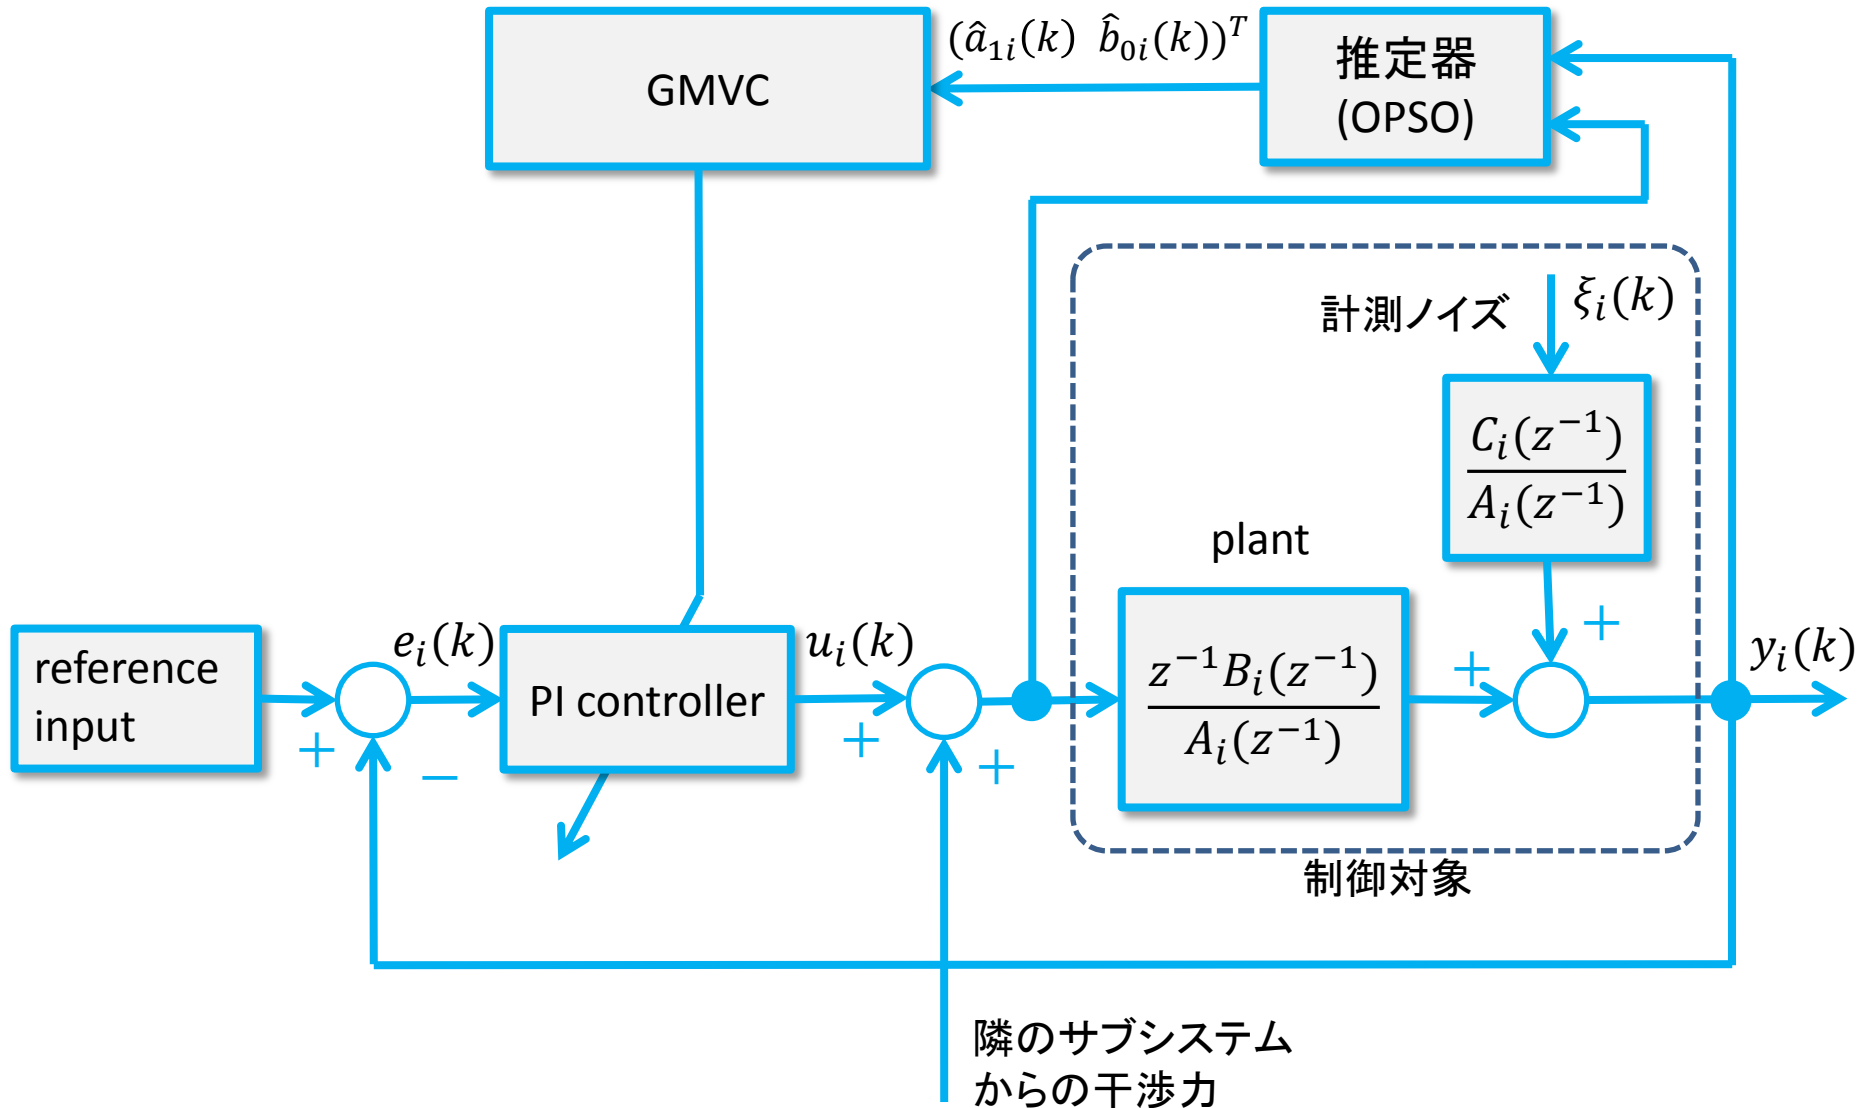 GMVC
(â₁ᵢ(k) b̂₀ᵢ(k))ᵀ
推定器
(OPSO)
計測ノイズ
ξᵢ(k)
Cᵢ(z⁻¹)
Aᵢ(z⁻¹)
plant
reference
input
eᵢ(k)
PI controller
uᵢ(k)
z⁻¹Bᵢ(z⁻¹)
Aᵢ(z⁻¹)
yᵢ(k)
+
−
+
+
+
+
制御対象
隣のサブシステム
からの干渉力